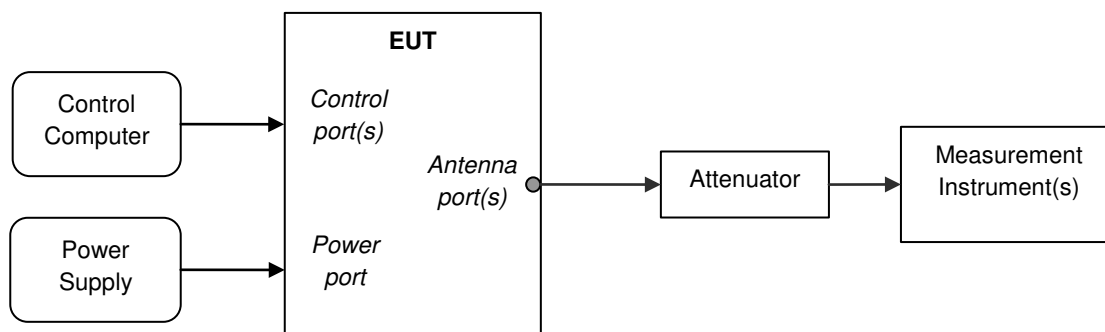 EUT
Control
Computer
Control
port(s)
Antenna
port(s)
Attenuator
Measurement
Instrument(s)
Power
Supply
Power
port